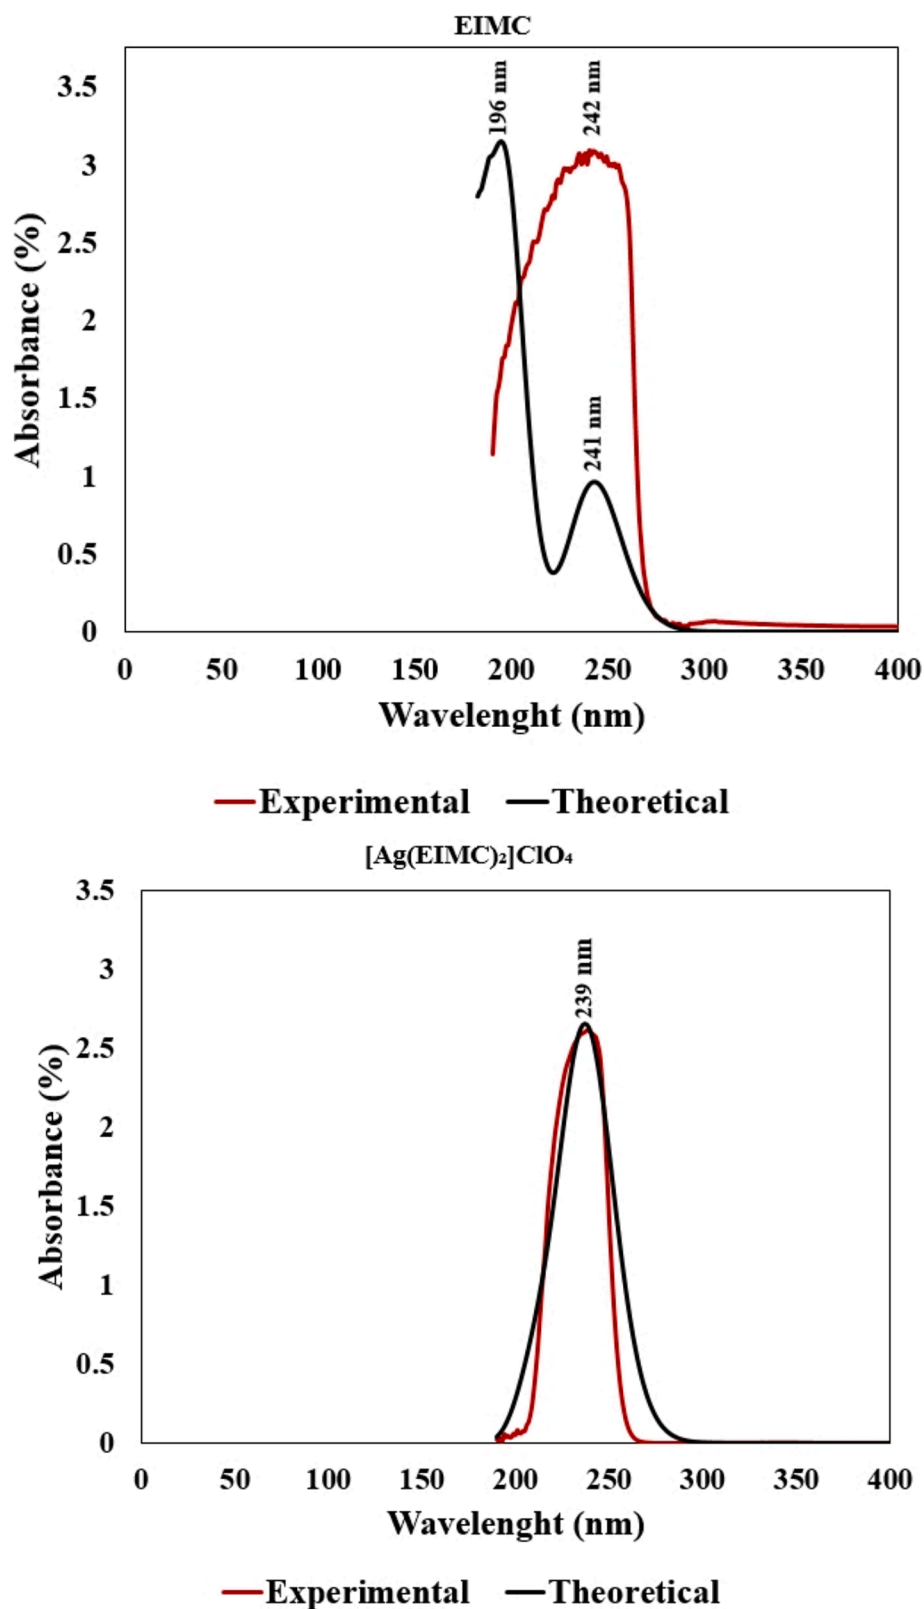 EIMC
196 nm
242 nm
241 nm
3.5
3
2.5
2
1.5
1
0.5
0
Absorbance (%)
0 50 100 150 200 250 300 350 400
Wavelenght (nm)
Experimental Theoretical
[Ag(EIMC)₂]ClO₄
239 nm
3.5
3
2.5
2
1.5
1
0.5
0
Absorbance (%)
0 50 100 150 200 250 300 350 400
Wavelenght (nm)
Experimental Theoretical